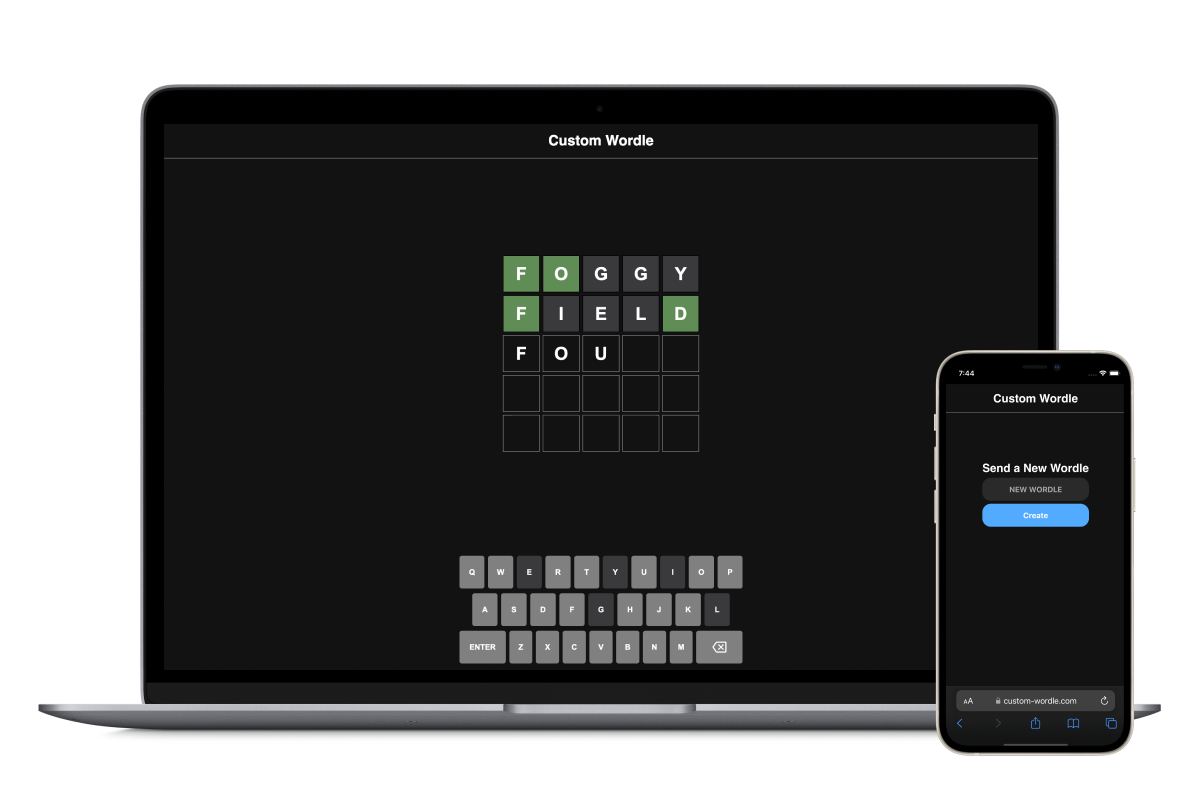 Custom Wordle
F O G G Y
F I E L D
F O U
Q W E R T Y U I O P
A S D F G H J K L
ENTER Z X C V B N M
7:44
Custom Wordle
Send a New Wordle
NEW WORDLE
Create
AA custom-wordle.com